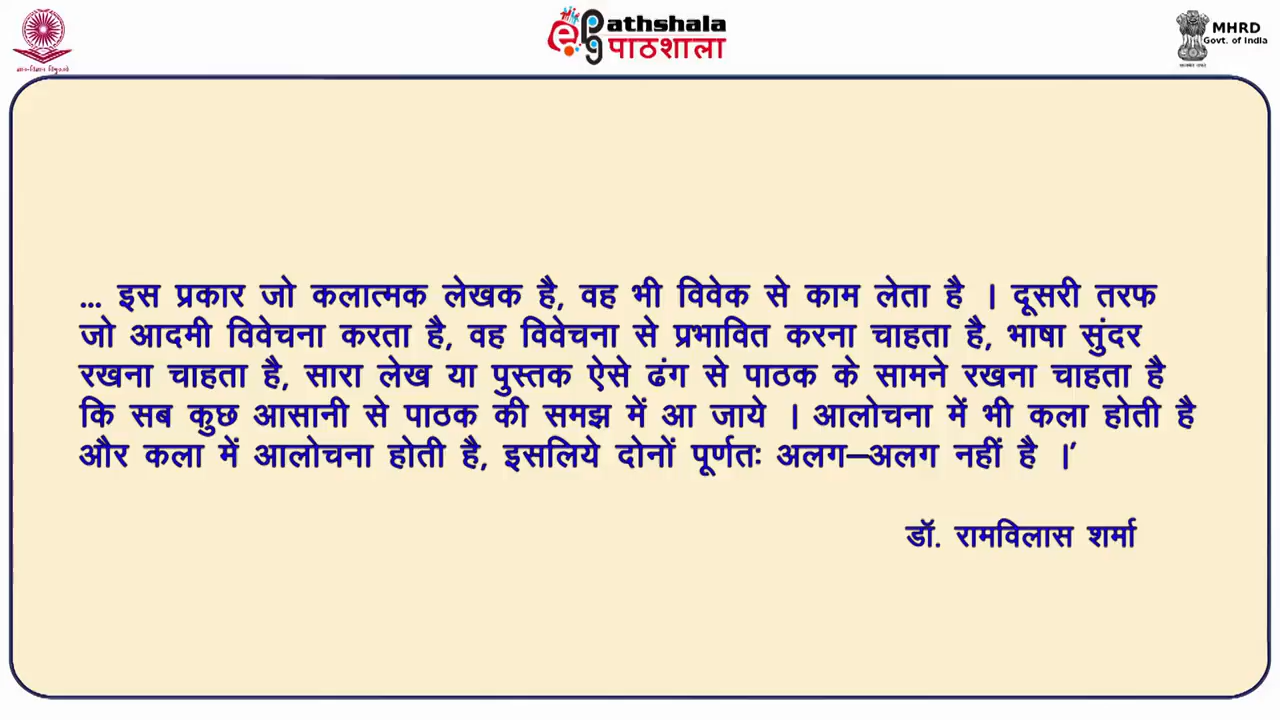 ePathshala
पाठशाला
MHRD
Govt. of India
... इस प्रकार जो कलात्मक लेखक है, वह भी विवेक से काम लेता है । दूसरी तरफ
जो आदमी विवेचना करता है, वह विवेचना से प्रभावित करना चाहता है, भाषा सुंदर
रखना चाहता है, सारा लेख या पुस्तक ऐसे ढंग से पाठक के सामने रखना चाहता है
कि सब कुछ आसानी से पाठक की समझ में आ जाये । आलोचना में भी कला होती है
और कला में आलोचना होती है, इसलिये दोनों पूर्णतः अलग–अलग नहीं है ।’
डॉ. रामविलास शर्मा